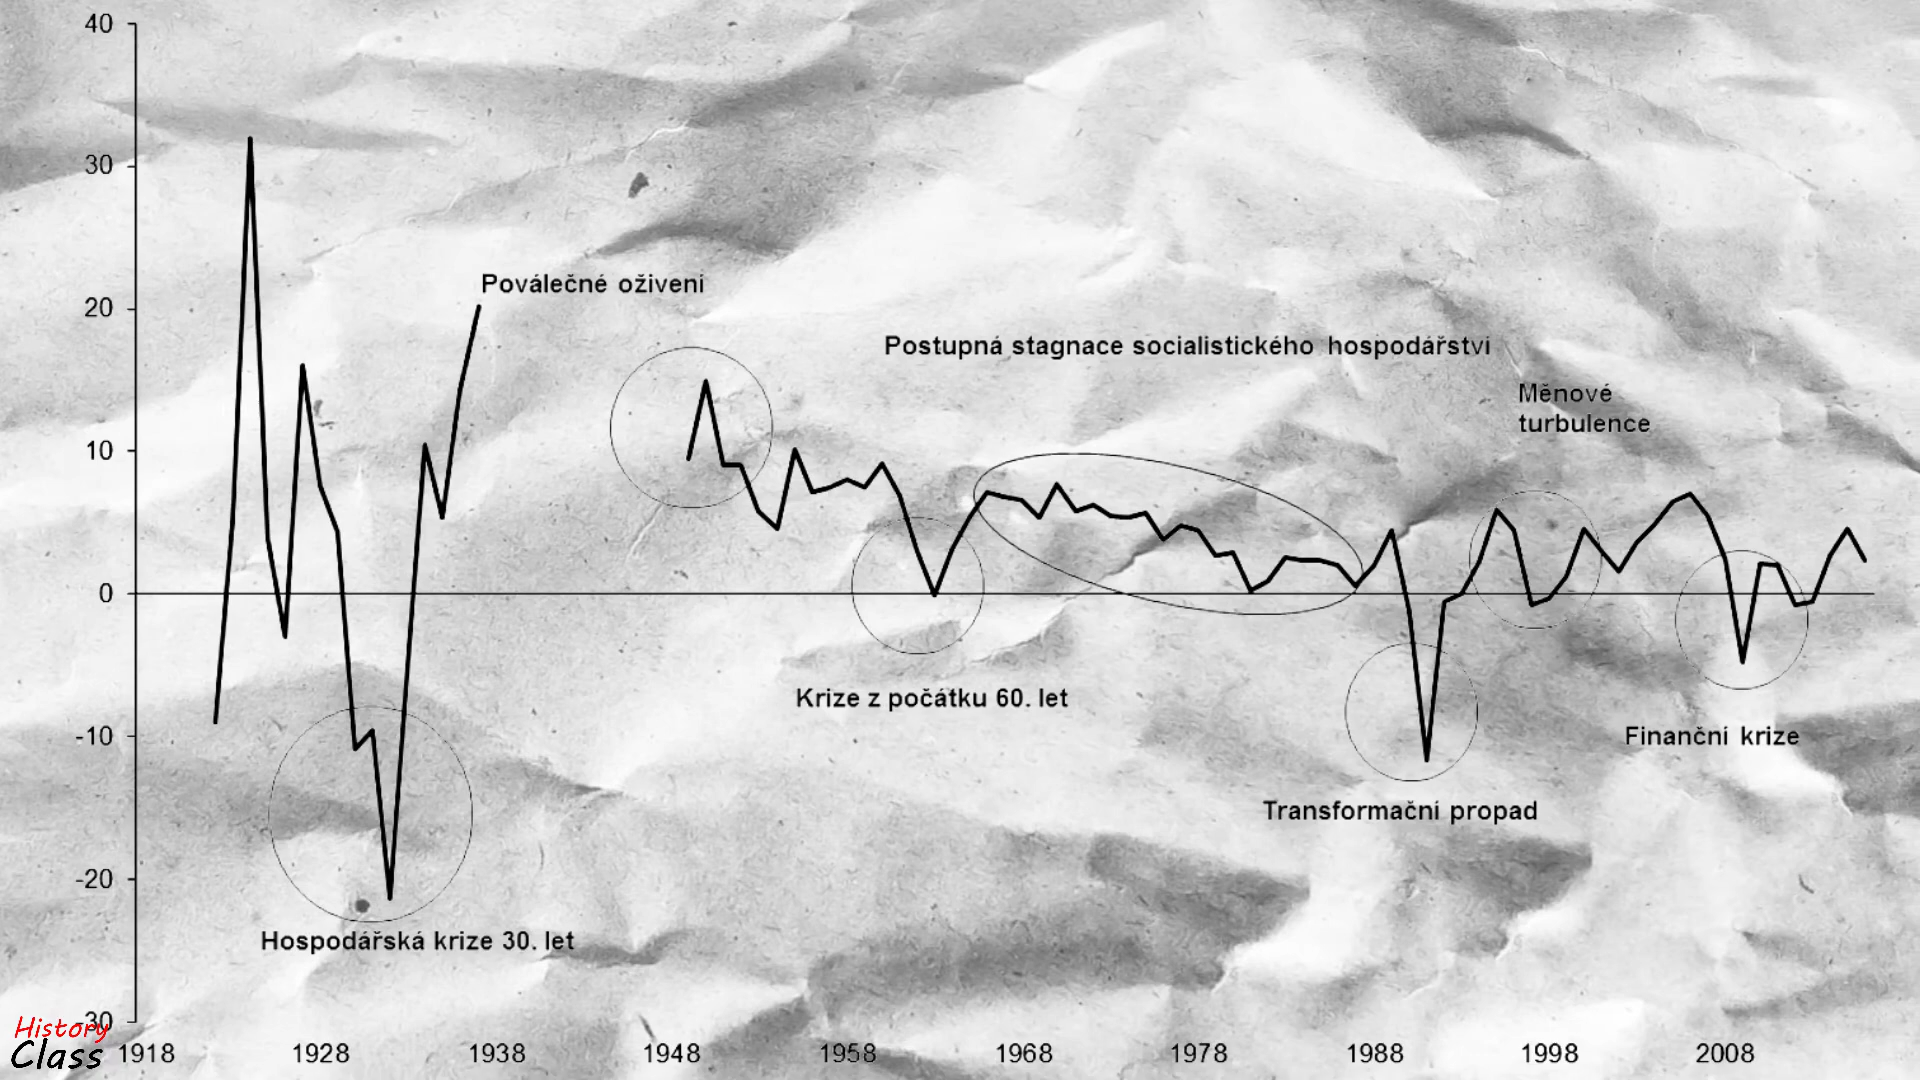 40
30
20
10
0
-10
-20
-30
Poválečné oživení
Postupná stagnace socialistického hospodářství
Měnové
turbulence
Krize z počátku 60. let
Finanční krize
Transformační propad
Hospodářská krize 30. let
History
Class
1918 1928 1938 1948 1958 1968 1978 1988 1998 2008